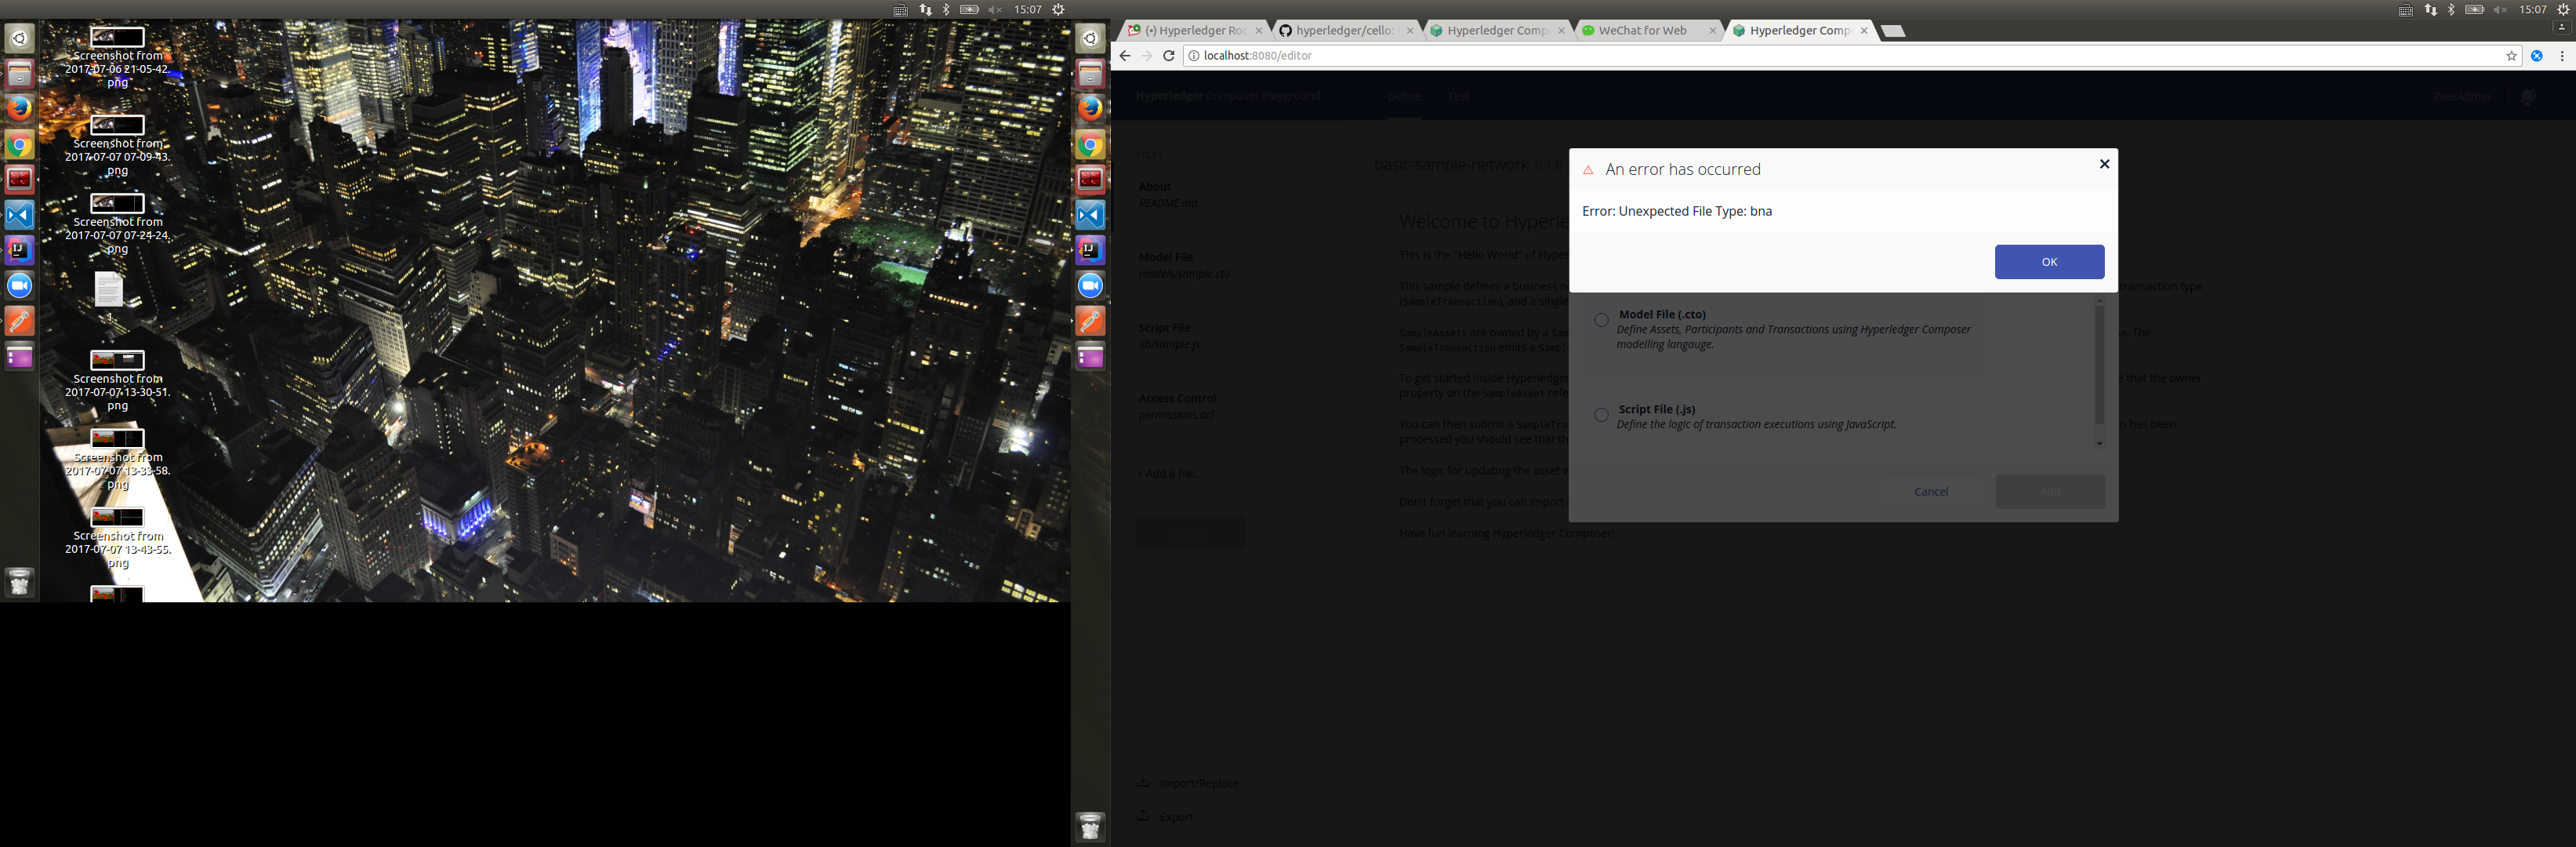 15:07
15:07
Screenshot from
2017-07-06 21-05-42.
png
Screenshot from
2017-07-07 07-09-43.
png
Screenshot from
2017-07-07 07-24-24.
png
1
Screenshot from
2017-07-07 13-30-51.
png
Screenshot from
2017-07-07 13-33-58.
png
Screenshot from
2017-07-07 13-43-55.
png
(•) Hyperledger Ro
hyperledger/cello:
Hyperledger Comp
WeChat for Web
Hyperledger Comp
localhost:8080/editor
Hyperledger Composer Playground
Define
Test
PeerAdmin
FILES
About
README.md
Model File
models/sample.cto
Script File
lib/sample.js
Access Control
permissions.acl
+ Add a file...
Import/Replace
Export
basic-sample-network 0.1.
Welcome to Hyperle
This is the "Hello World" of Hyper
This sample defines a business n
transaction type
(SampleTransaction), and a single
SampleAssets are owned by a Sam
The
SampleTransaction emits a Sampl
To get started inside Hyperledger
that the owner
property on the SampleAsset refe
You can then submit a SampleTra
has been
processed you should see that th
The logic for updating the asset w
Don't forget that you can import
Have fun learning Hyperledger Composer!
An error has occurred
Error: Unexpected File Type: bna
OK
Model File (.cto)
Define Assets, Participants and Transactions using Hyperledger Composer
modelling langauge.
Script File (.js)
Define the logic of transaction executions using JavaScript.
Cancel
Add